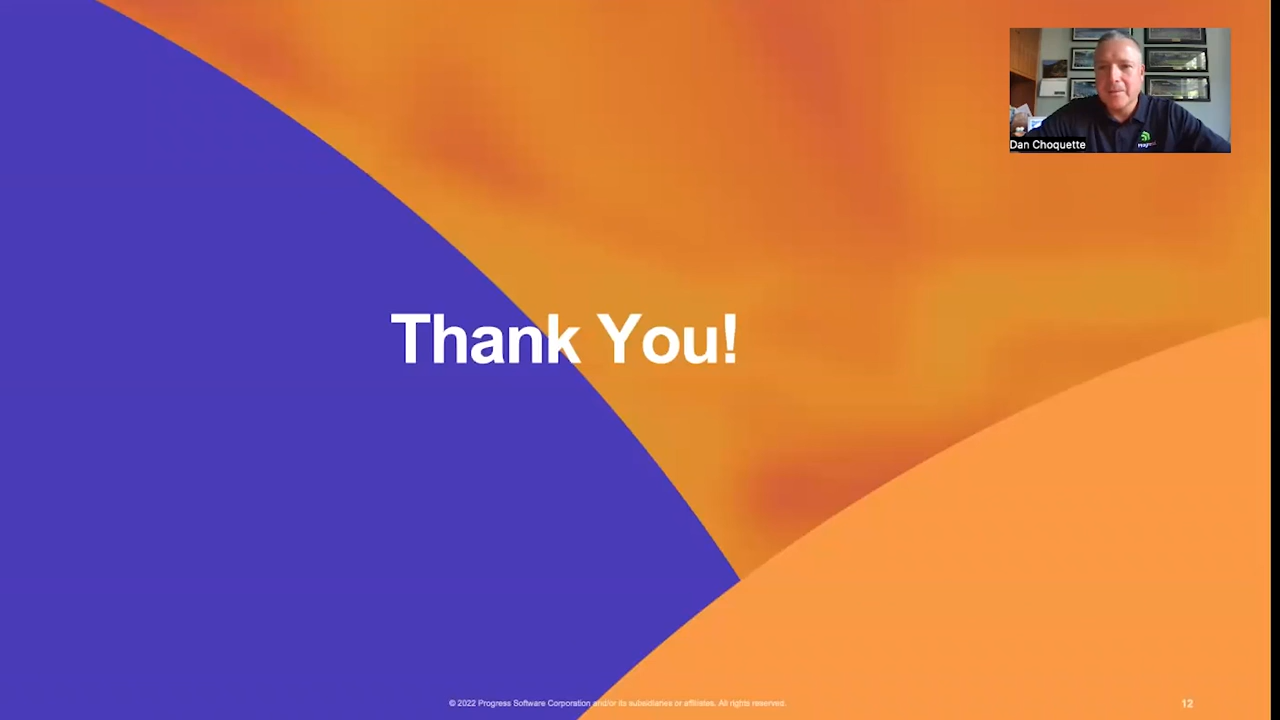 Dan Choquette
Thank You!
© 2022 Progress Software Corporation and/or its subsidiaries or affiliates. All rights reserved.
12